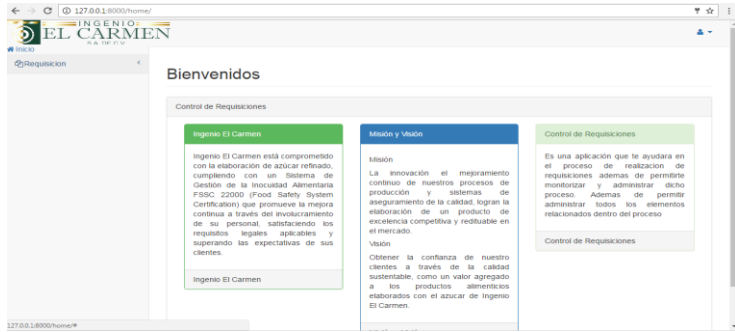 127.0.0.1:8000/home/
INGENIO
EL CARMEN
S.A. DE C.V.
Inicio
Requisicion
Bienvenidos
Control de Requisiciones
Ingenio El Carmen
Ingenio El Carmen está comprometido
con la elaboración de azúcar refinado,
cumpliendo con un Sistema de
Gestión de la Inocuidad Alimentaria
FSSC 22000 (Food Safety System
Certification) que promueve la mejora
continua a través del involucramiento
de su personal, satisfaciendo los
requisitos legales aplicables y
superando las expectativas de sus
clientes.
Ingenio El Carmen
Misión y Visión
Misión
La innovación el mejoramiento
continuo de nuestros procesos de
producción y sistemas de
aseguramiento de la calidad, logran la
elaboración de un producto de
excelencia competitiva y redituable en
el mercado.
Visión
Obtener la confianza de nuestro
clientes a través de la calidad
sustentable, como un valor agregado
a los productos alimenticios
elaborados con el azucar de Ingenio
El Carmen.
Control de Requisiciones
Es una aplicación que te ayudara en
el proceso de realizacion de
requisiciones ademas de permitirte
monitorizar y administrar dicho
proceso. Ademas de permitir
administrar todos los elementos
relacionados dentro del proceso
Control de Requisiciones
127.0.0.1:8000/home/#